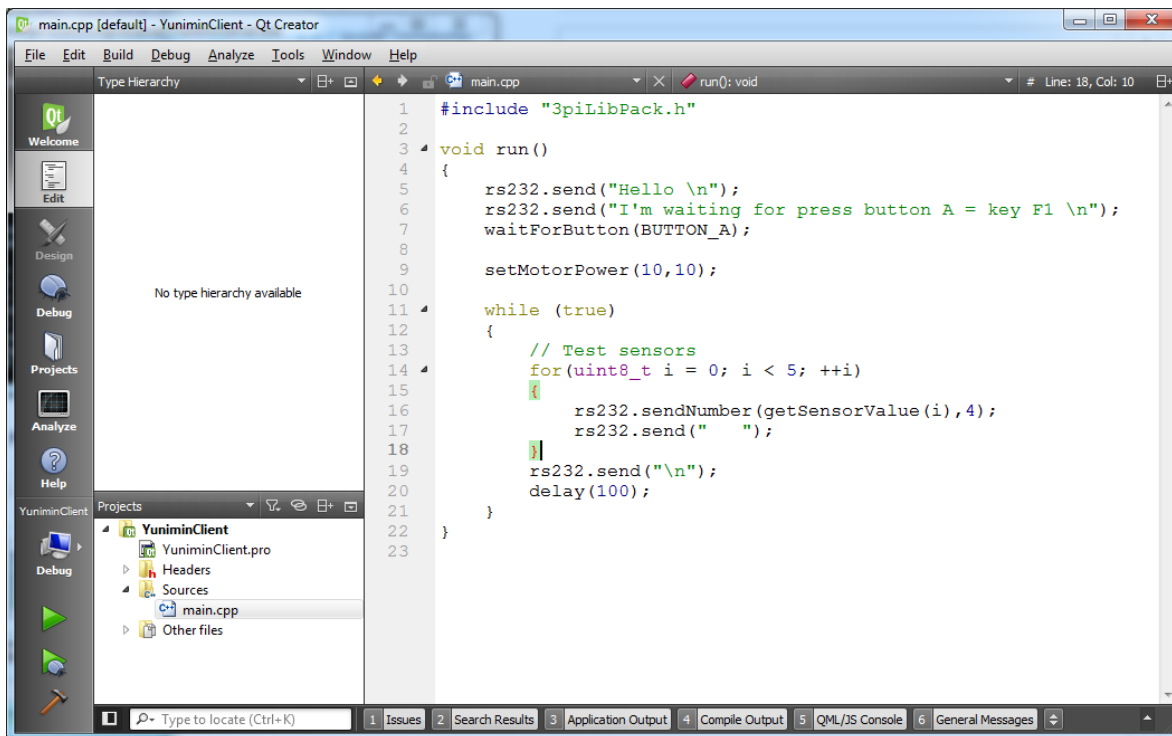 main.cpp [default] - YuniminClient - Qt Creator
File Edit Build Debug Analyze Tools Window Help
Type Hierarchy
main.cpp
run(): void
# Line: 18, Col: 10
Welcome
Edit
Design
Debug
Projects
Analyze
Help
YuniminClient
Debug
No type hierarchy available
Projects
YuniminClient
YuniminClient.pro
Headers
Sources
main.cpp
Other files
1 #include "3piLibPack.h"
2
3 void run()
4 {
5     rs232.send("Hello \n");
6     rs232.send("I'm waiting for press button A = key F1 \n");
7     waitForButton(BUTTON_A);
8
9     setMotorPower(10,10);
10
11     while (true)
12     {
13         // Test sensors
14         for(uint8_t i = 0; i < 5; ++i)
15         {
16             rs232.sendNumber(getSensorValue(i),4);
17             rs232.send("   ");
18         }
19         rs232.send("\n");
20         delay(100);
21     }
22 }
23
Type to locate (Ctrl+K)
1 Issues 2 Search Results 3 Application Output 4 Compile Output 5 QML/JS Console 6 General Messages